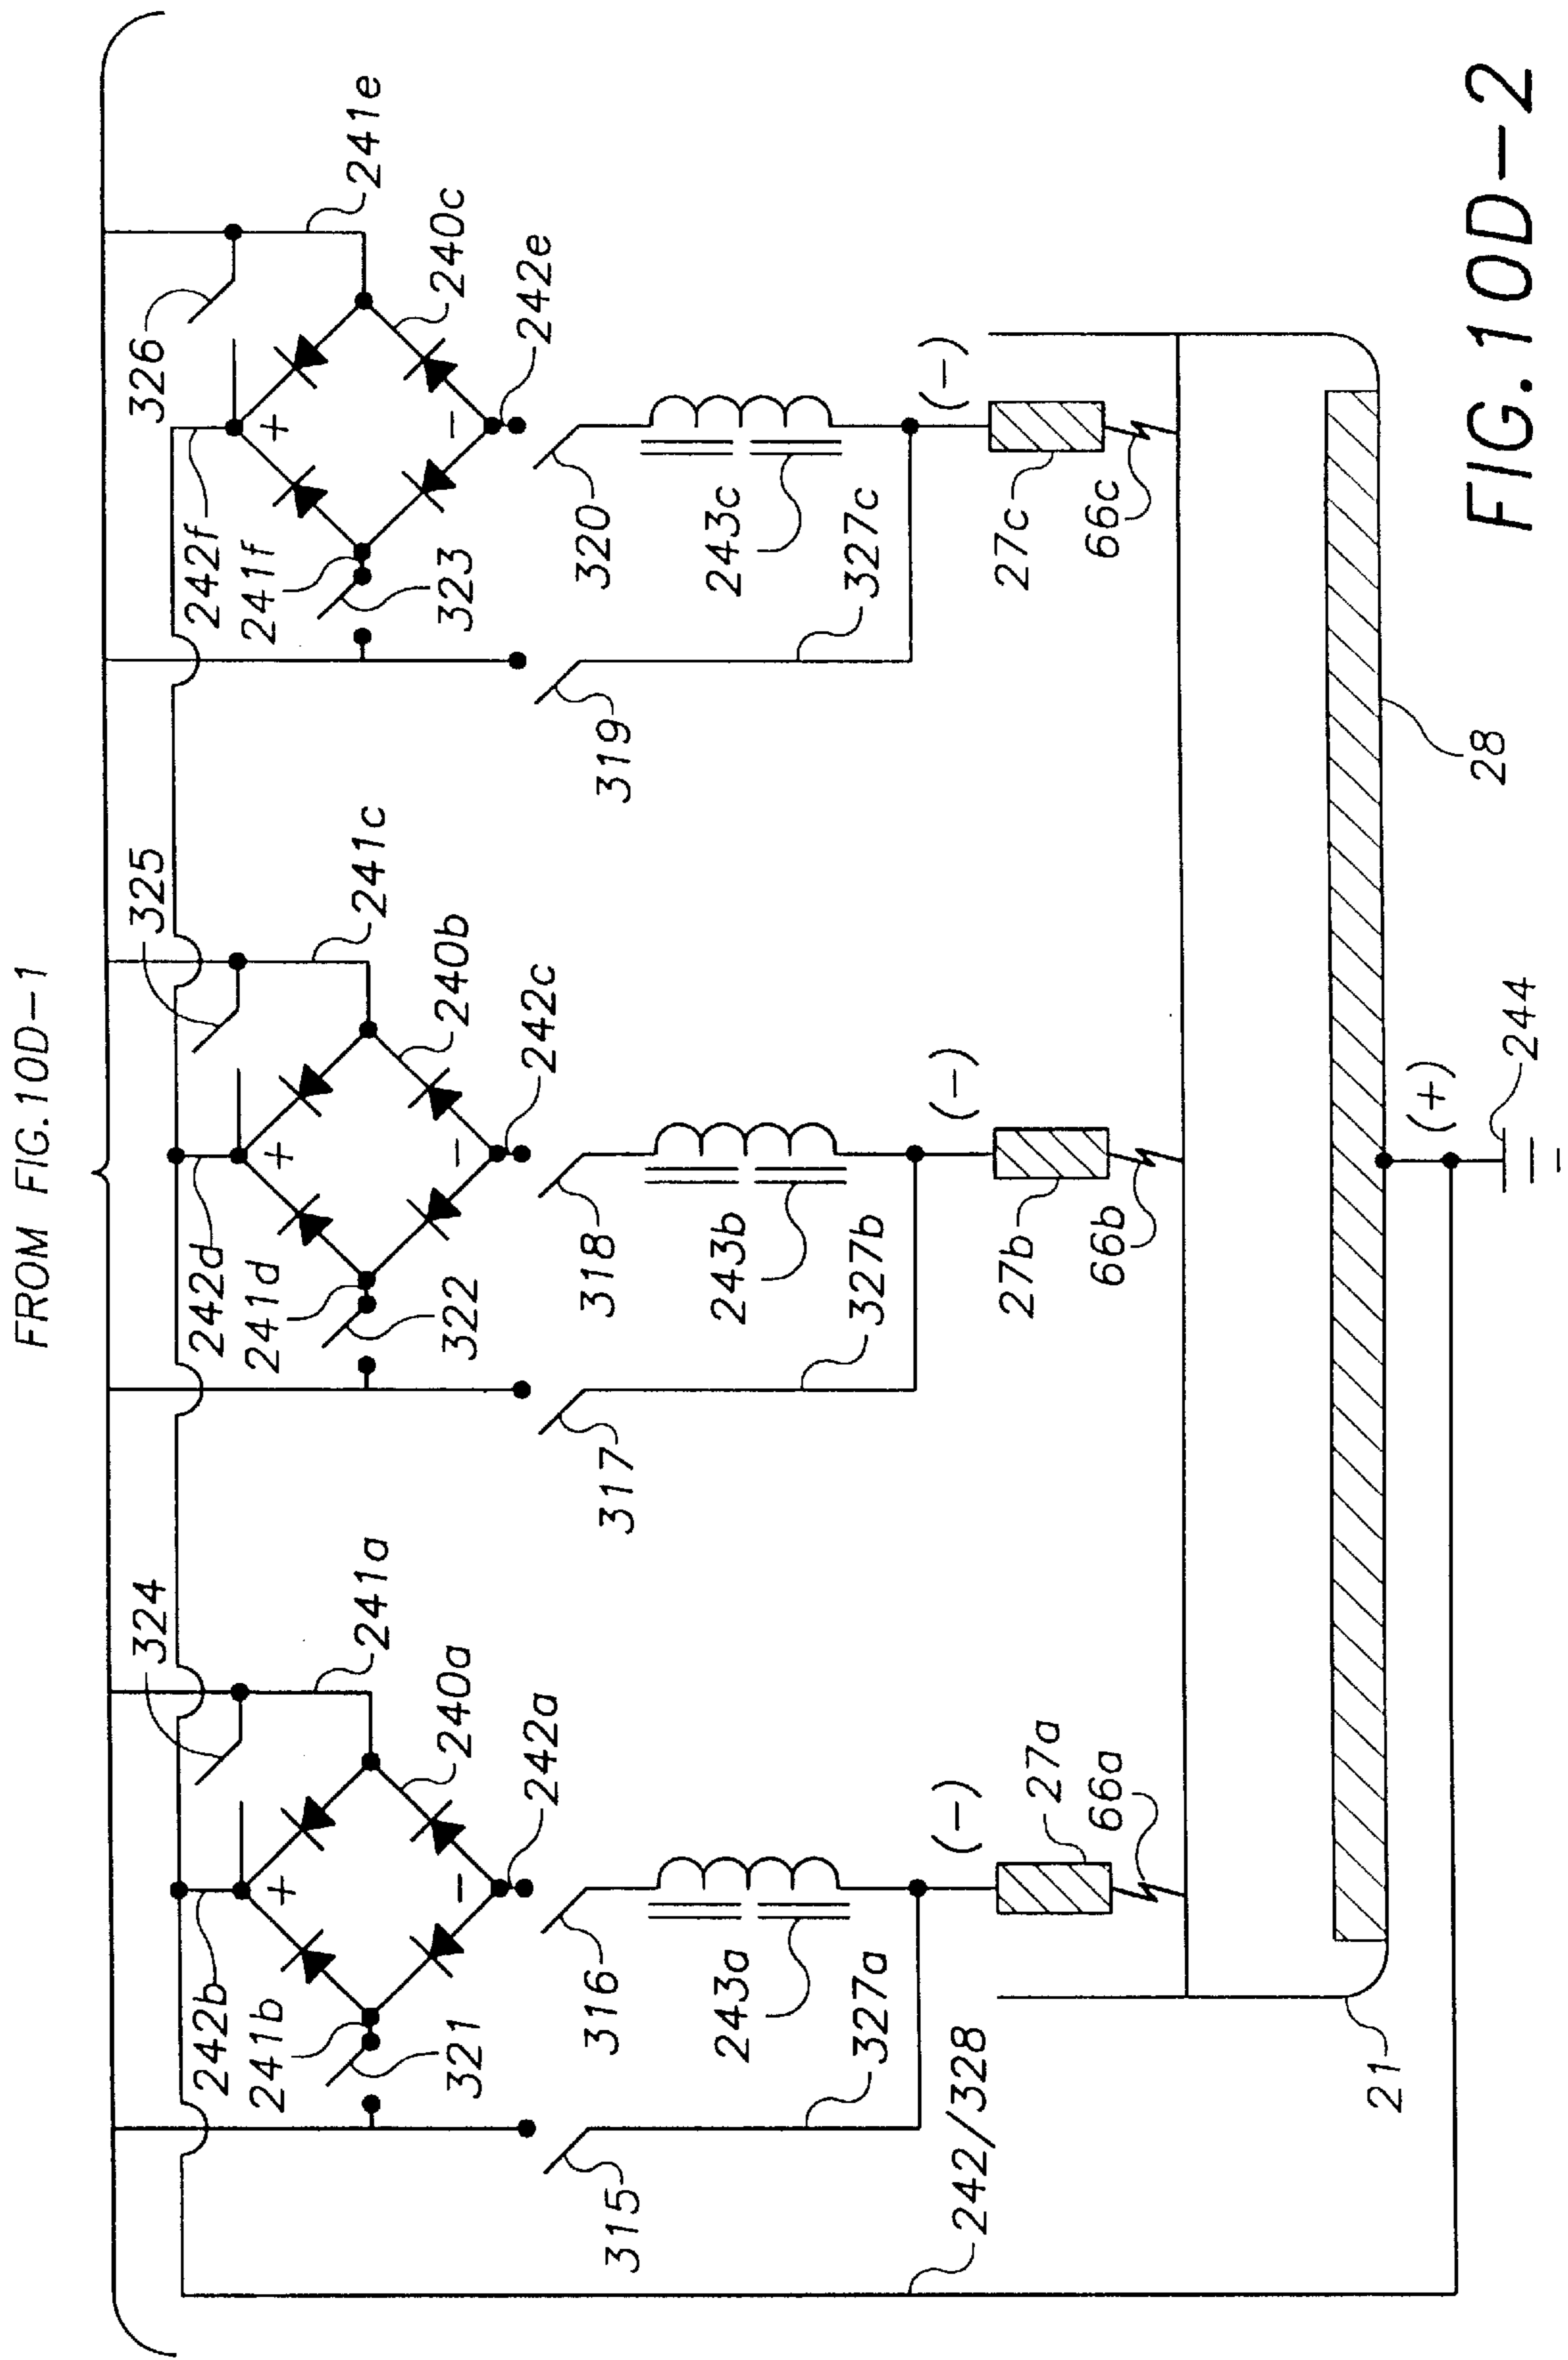 FROM FIG.10D-1
324
325
326
242b
241b
241a
242d
241d
241c
242f
241f
241e
+
+
+
240a
240b
240c
−
−
−
321
242a
322
242c
323
242e
315
316
317
318
319
320
243a
243b
243c
327a
327b
327c
242/328
(−)
(−)
(−)
27a
27b
27c
66a
66b
66c
21
28
(+)
244
FIG.10D-2